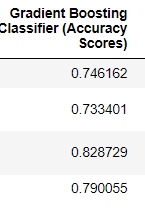 Gradient Boosting
Classifier (Accuracy
Scores)
0.746162
0.733401
0.828729
0.790055